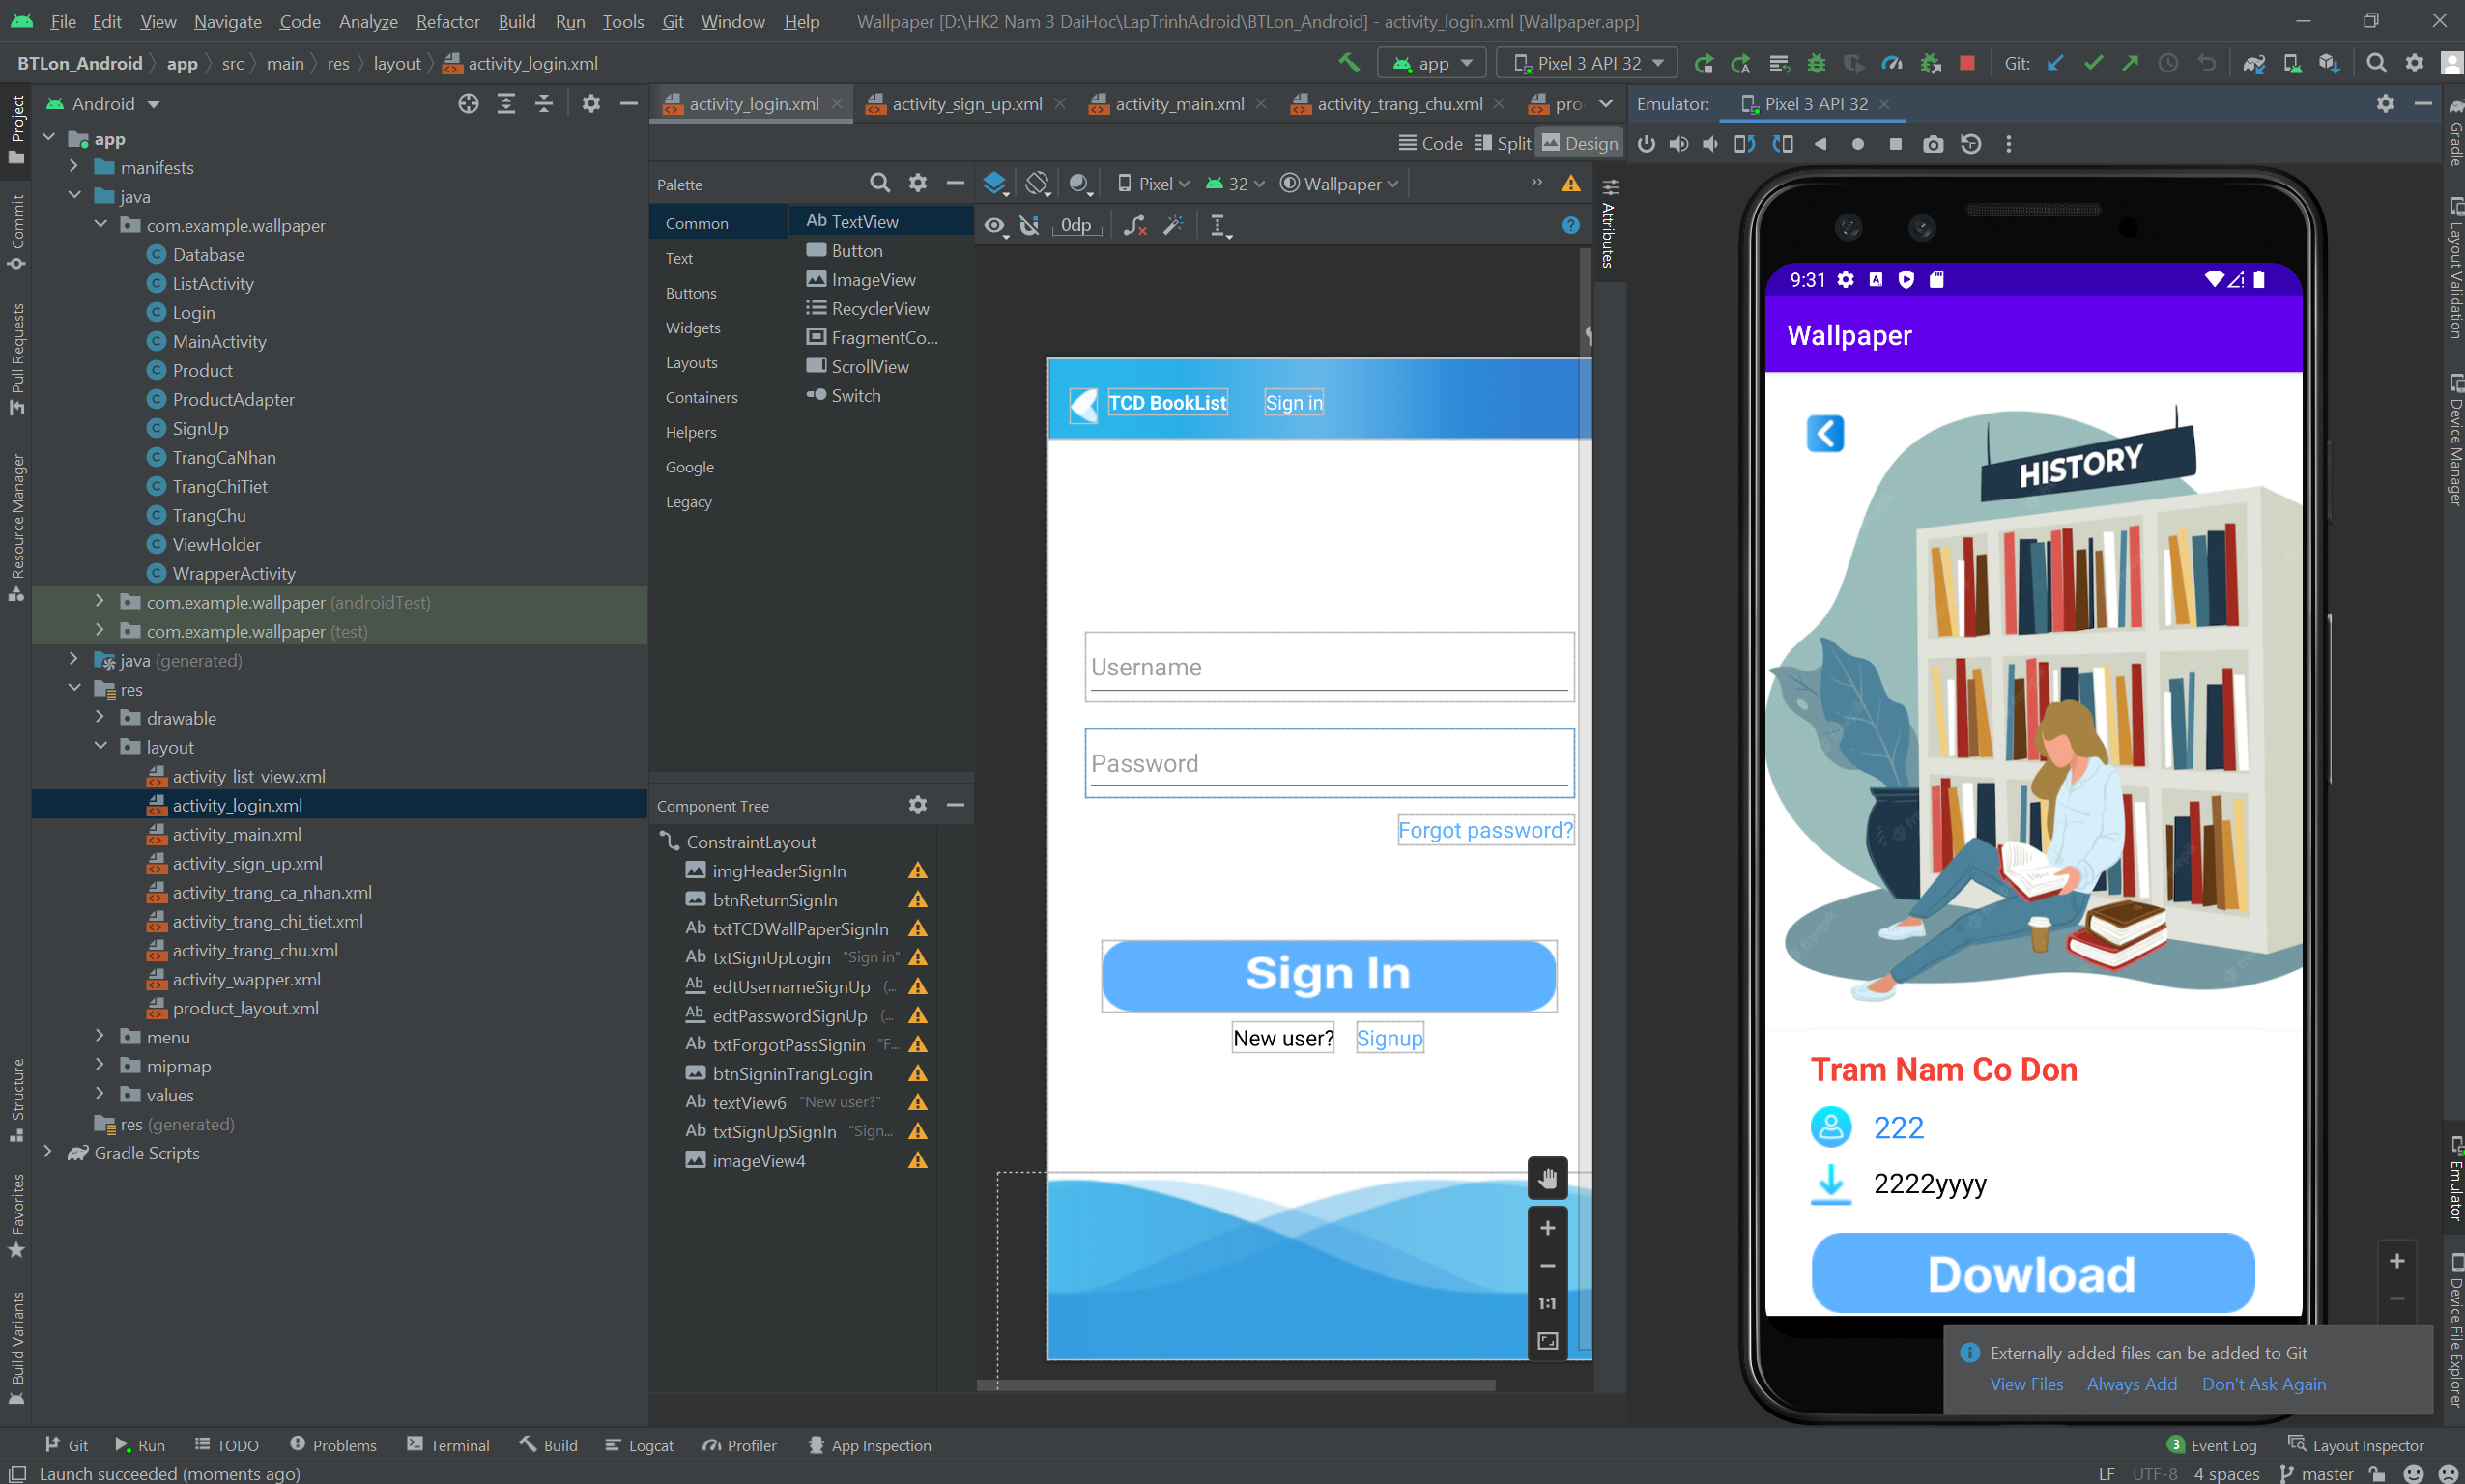 File Edit View Navigate Code Analyze Refactor Build Run Tools Git Window Help Wallpaper [D:\HK2 Nam 3 DaiHoc\LapTrinhAdroid\BTLon_Android] - activity_login.xml [Wallpaper.app]
BTLon_Android app src main res layout activity_login.xml
app Pixel 3 API 32 Git:
Project
Commit
Pull Requests
Resource Manager
Structure
Favorites
Build Variants
Android
app
manifests
java
com.example.wallpaper
Database
ListActivity
Login
MainActivity
Product
ProductAdapter
SignUp
TrangCaNhan
TrangChiTiet
TrangChu
ViewHolder
WrapperActivity
com.example.wallpaper (androidTest)
com.example.wallpaper (test)
java (generated)
res
drawable
layout
activity_list_view.xml
activity_login.xml
activity_main.xml
activity_sign_up.xml
activity_trang_ca_nhan.xml
activity_trang_chi_tiet.xml
activity_trang_chu.xml
activity_wapper.xml
product_layout.xml
menu
mipmap
values
res (generated)
Gradle Scripts
activity_login.xml activity_sign_up.xml activity_main.xml activity_trang_chu.xml pro
Code Split Design
Palette
Common
Text
Buttons
Widgets
Layouts
Containers
Helpers
Google
Legacy
Ab TextView
Button
ImageView
RecyclerView
FragmentCo...
ScrollView
Switch
Component Tree
ConstraintLayout
imgHeaderSignIn
btnReturnSignIn
Ab txtTCDWallPaperSignIn
Ab txtSignUpLogin "Sign in"
Ab edtUsernameSignUp (...
Ab edtPasswordSignUp (...
Ab txtForgotPassSignin "F...
btnSigninTrangLogin
Ab textView6 "New user?"
Ab txtSignUpSignIn "Sign...
imageView4
Pixel 32 Wallpaper »
0dp ?
Attributes
TCD BookList Sign in
Username
Password
Forgot password?
Sign In
New user? Signup
1:1
Emulator: Pixel 3 API 32
9:31
Wallpaper
HISTORY
Tram Nam Co Don
222
2222yyyy
Dowload
Externally added files can be added to Git
View Files Always Add Don't Ask Again
Gradle
Layout Validation
Device Manager
Emulator
Device File Explorer
Git Run TODO Problems Terminal Build Logcat Profiler App Inspection 3 Event Log Layout Inspector
Launch succeeded (moments ago) LF UTF-8 4 spaces master